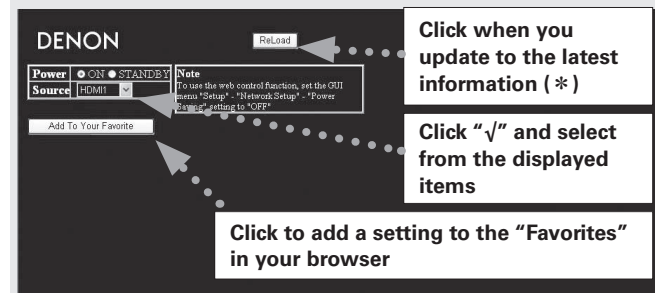 DENON
ReLoad
Power ON STANDBY
Source HDMI1
Note
To use the web control function, set the GUI
menu "Setup" - "Network Setup" - "Power
Saving" setting to "OFF"
Add To Your Favorite
Click when you
update to the latest
information (*)
Click “√” and select
from the displayed
items
Click to add a setting to the “Favorites”
in your browser